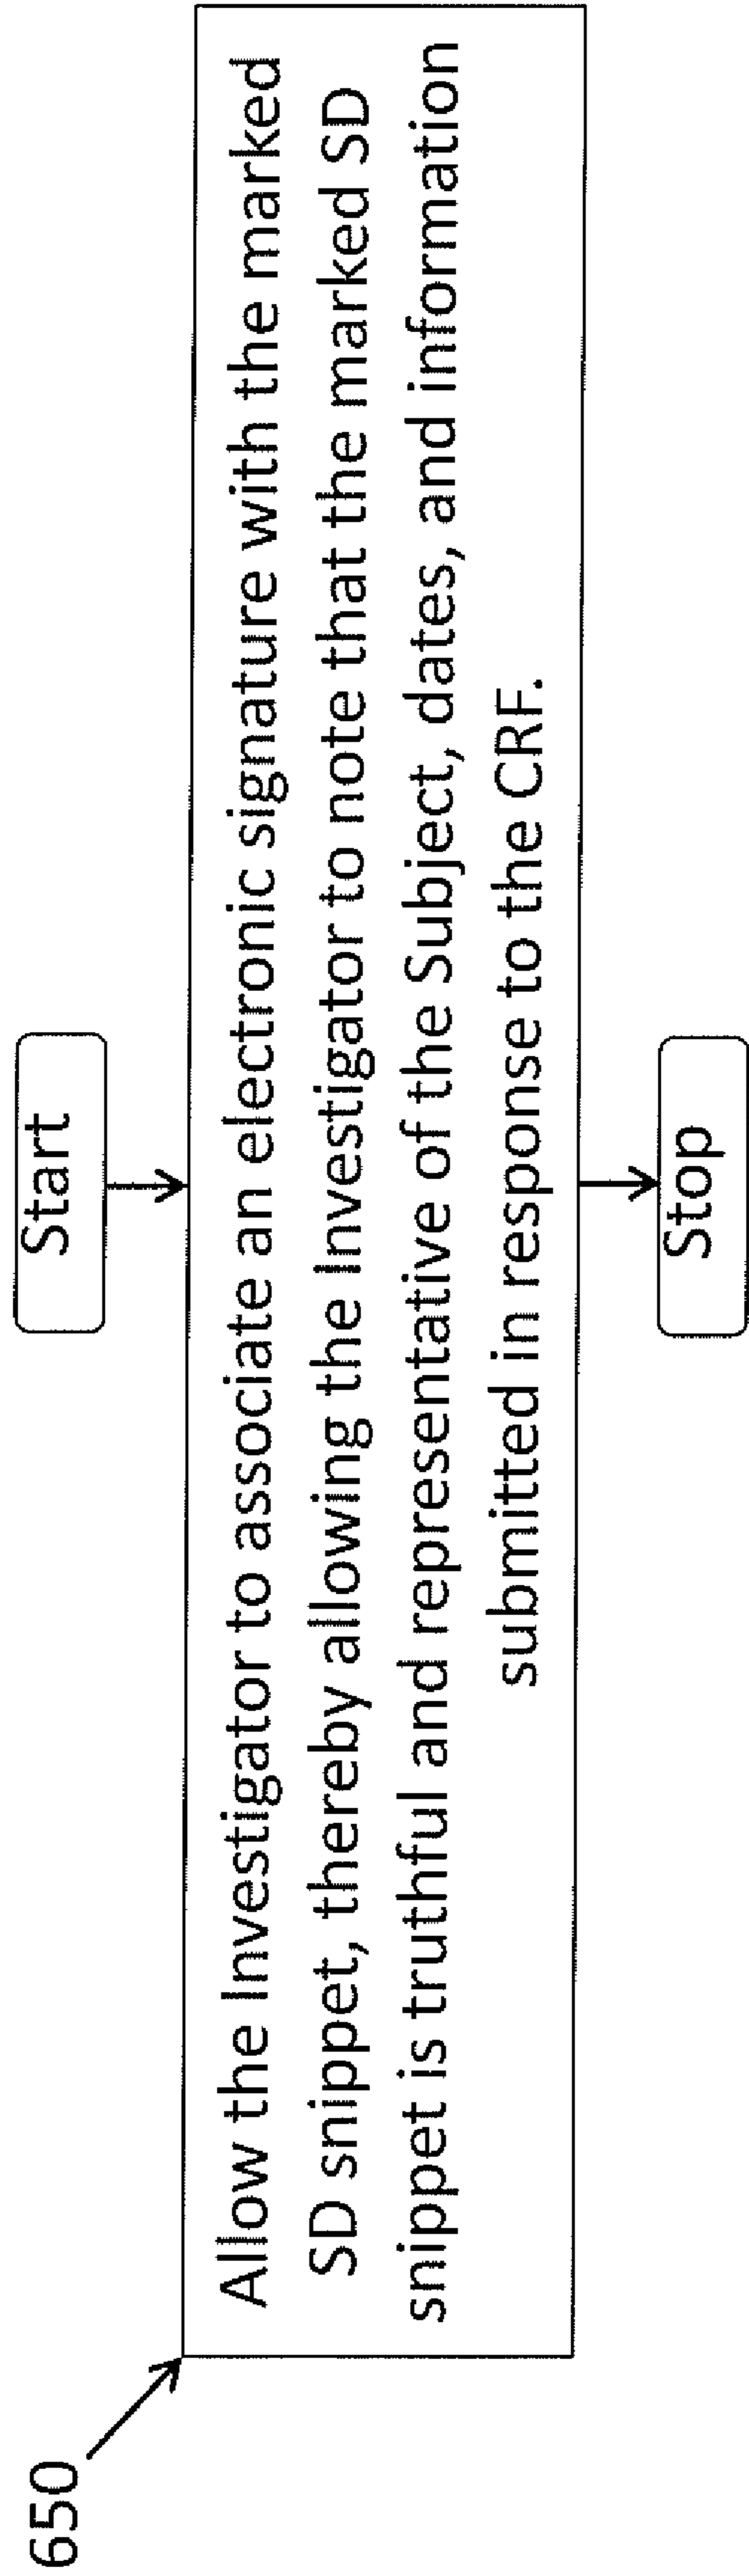 650
Start
Allow the Investigator to associate an electronic signature with the marked
SD snippet, thereby allowing the Investigator to note that the marked SD
snippet is truthful and representative of the Subject, dates, and information
submitted in response to the CRF.
Stop